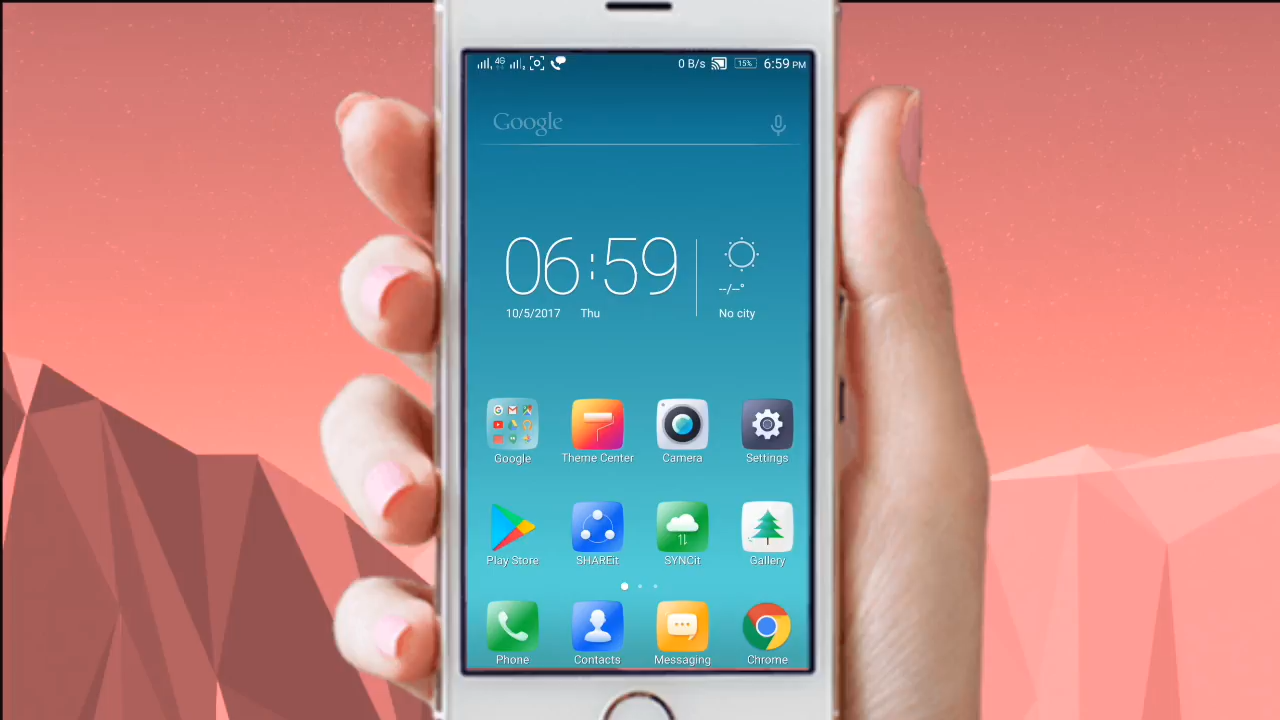 4G 2 0 B/s 15% 6:59 PM
Google
06:59
--/--°
10/5/2017 Thu No city
Google Theme Center Camera Settings
Play Store SHAREit SYNCit Gallery
Phone Contacts Messaging Chrome